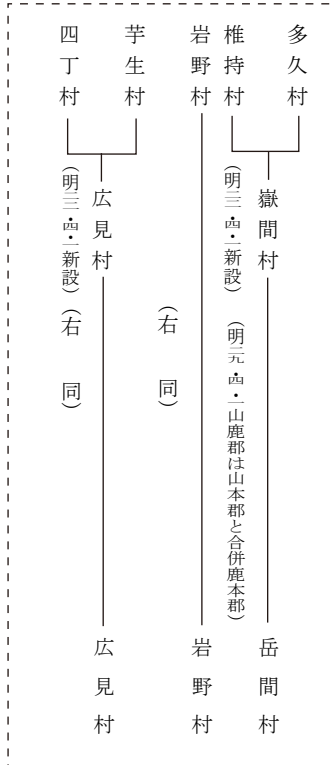 多久村
椎持村
嶽間村
(明二二・四・一新設)
(明二九・四・一山鹿郡は山本郡と合併鹿本郡)
岳間村
岩野村
(右同)
岩野村
芋生村
四丁村
広見村
(明二二・四・一新設)
(右同)
広見村